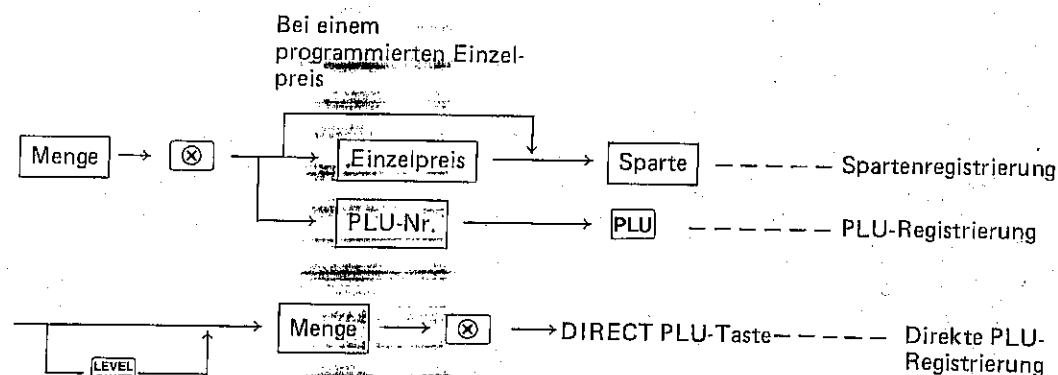 Bei einem
programmierten Einzel-
preis
Menge ⊗ Einzelpreis Sparte Spartenregistrierung
PLU-Nr. PLU PLU-Registrierung
LEVEL Menge ⊗ DIRECT PLU-Taste Direkte PLU-
Registrierung